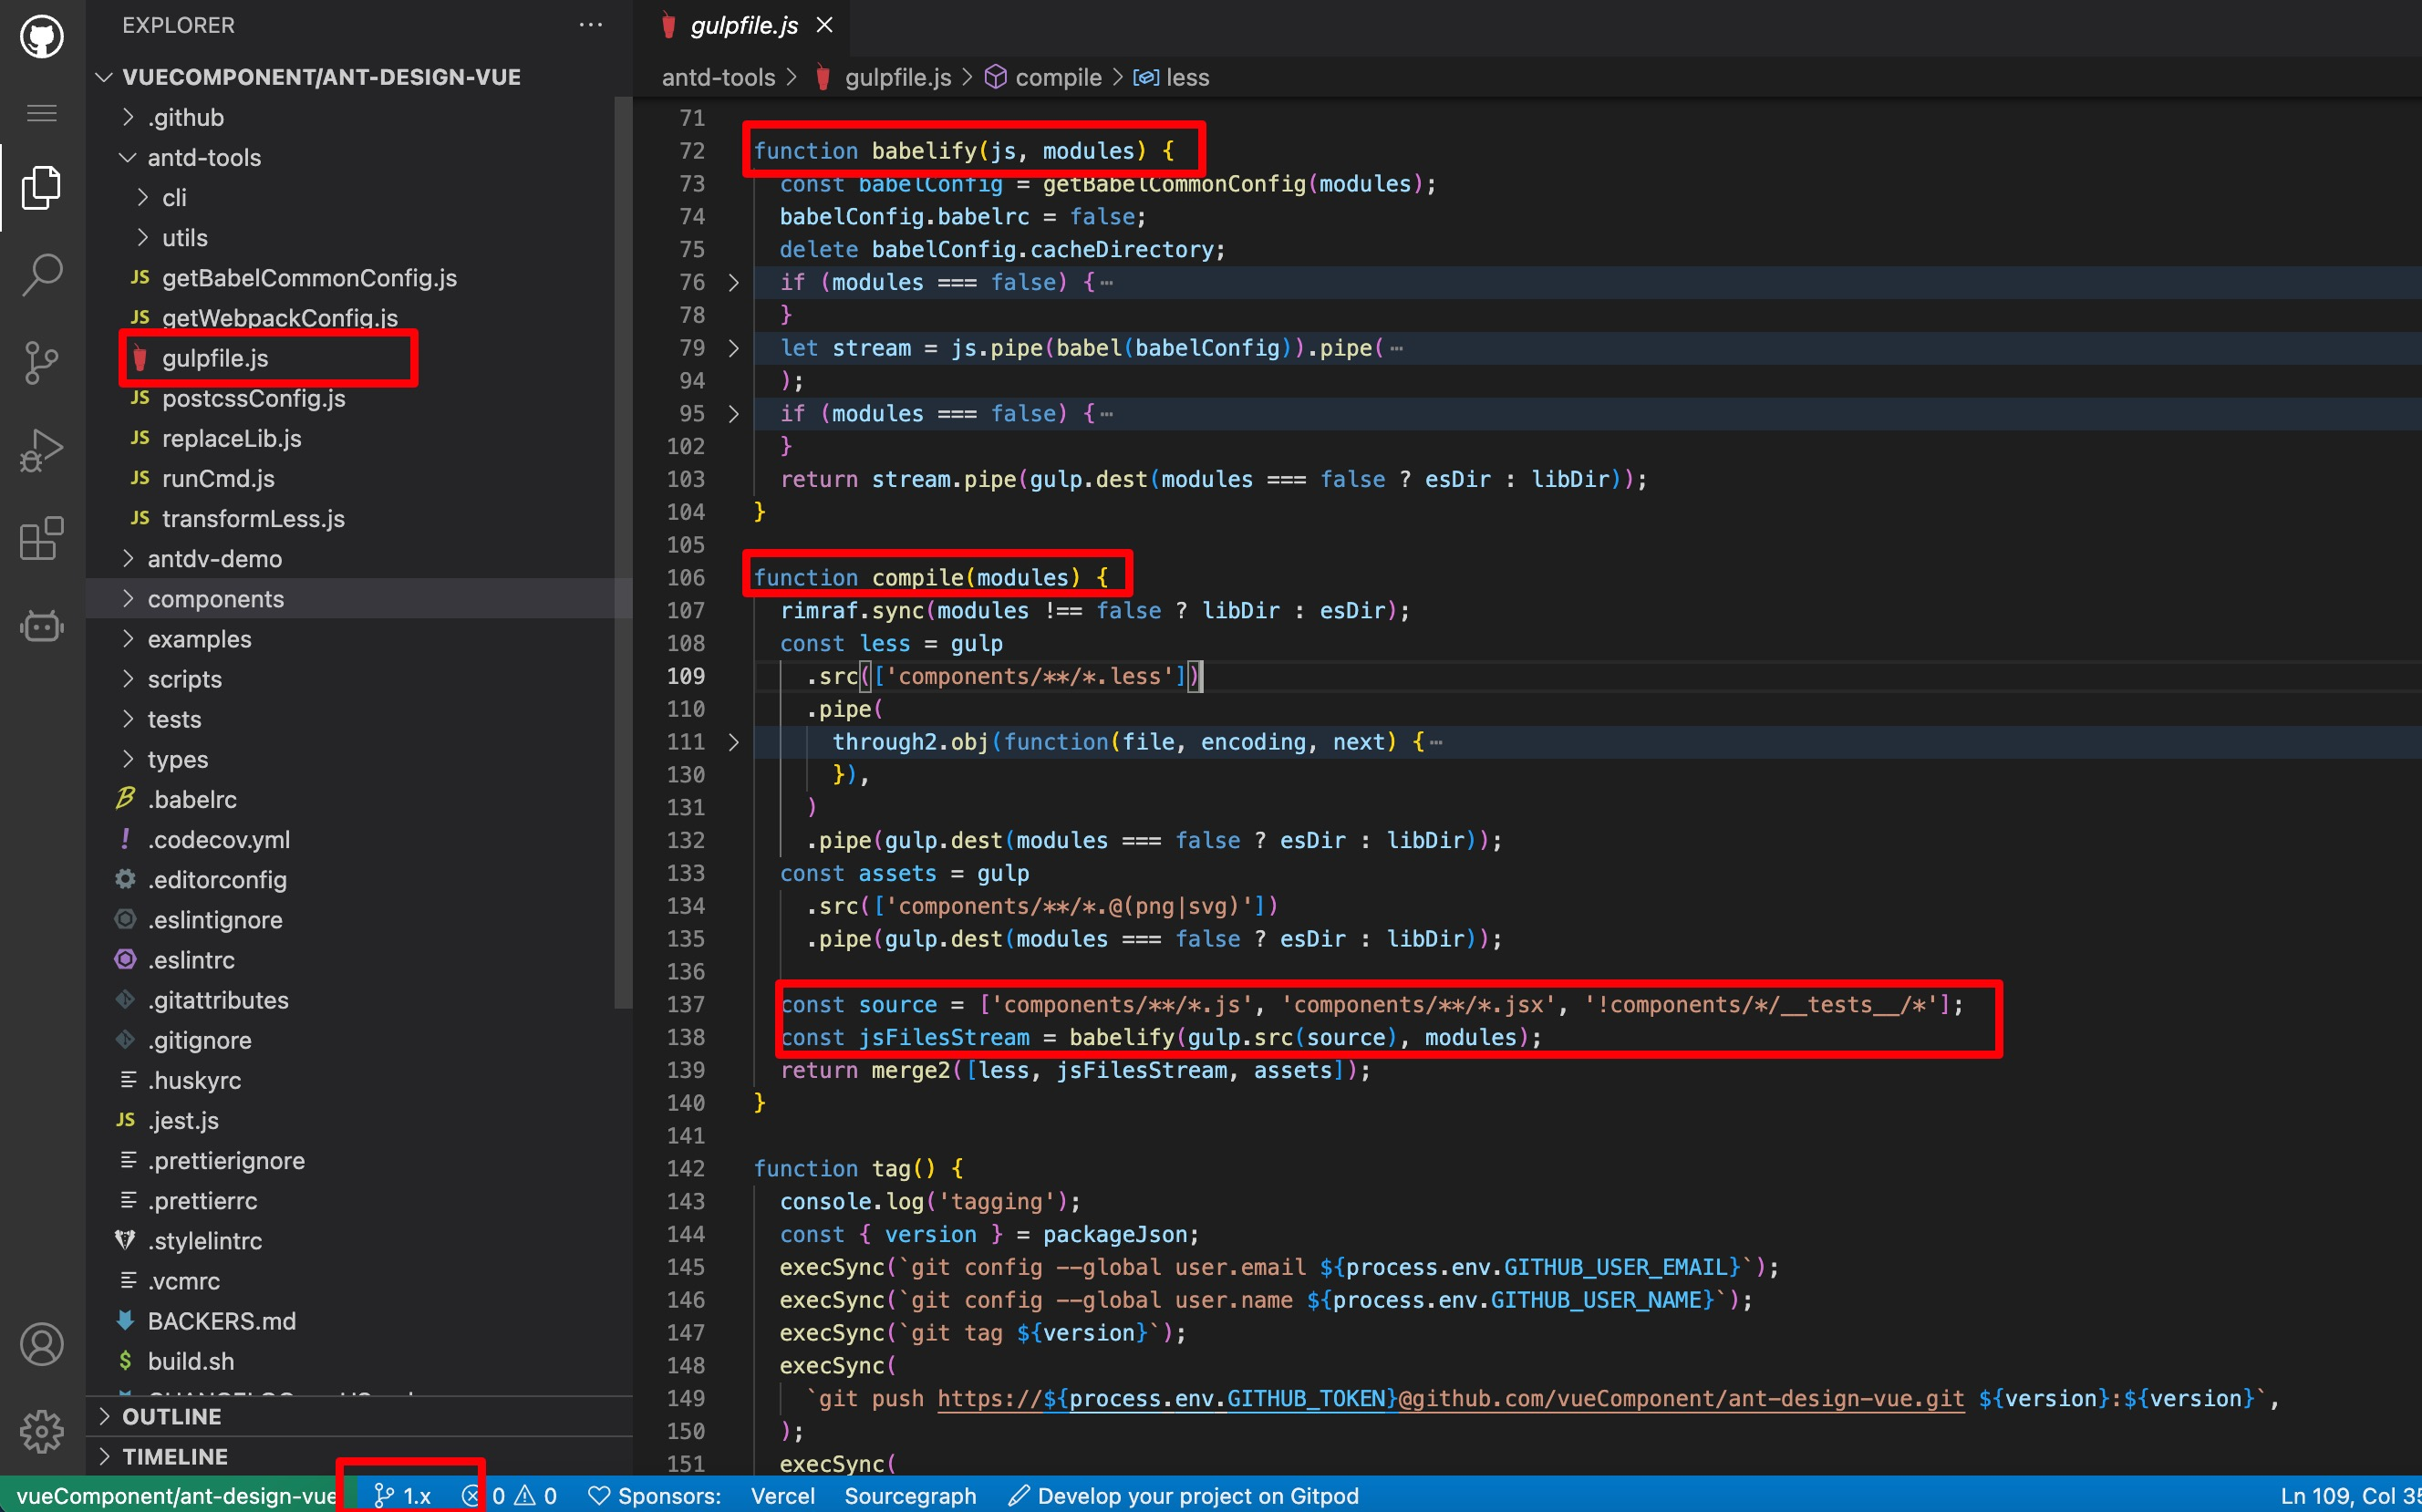 EXPLORER
VUECOMPONENT/ANT-DESIGN-VUE
.github
antd-tools
cli
utils
JS getBabelCommonConfig.js
JS getWebpackConfig.js
gulpfile.js
JS postcssConfig.js
JS replaceLib.js
JS runCmd.js
JS transformLess.js
antdv-demo
components
examples
scripts
tests
types
.babelrc
.codecov.yml
.editorconfig
.eslintignore
.eslintrc
.gitattributes
.gitignore
.huskyrc
JS .jest.js
.prettierignore
.prettierrc
.stylelintrc
.vcmrc
BACKERS.md
$ build.sh
OUTLINE
TIMELINE
gulpfile.js
antd-tools > gulpfile.js > compile > less
71
72 function babelify(js, modules) {
73 const babelConfig = getBabelCommonConfig(modules);
74 babelConfig.babelrc = false;
75 delete babelConfig.cacheDirectory;
76 if (modules === false) {⋯
78 }
79 let stream = js.pipe(babel(babelConfig)).pipe(⋯
94 );
95 if (modules === false) {⋯
102 }
103 return stream.pipe(gulp.dest(modules === false ? esDir : libDir));
104 }
105
106 function compile(modules) {
107 rimraf.sync(modules !== false ? libDir : esDir);
108 const less = gulp
109 .src(['components/**/*.less'])
110 .pipe(
111 through2.obj(function(file, encoding, next) {⋯
130 }),
131 )
132 .pipe(gulp.dest(modules === false ? esDir : libDir));
133 const assets = gulp
134 .src(['components/**/*.@(png|svg)'])
135 .pipe(gulp.dest(modules === false ? esDir : libDir));
136
137 const source = ['components/**/*.js', 'components/**/*.jsx', '!components/*/__tests__/*'];
138 const jsFilesStream = babelify(gulp.src(source), modules);
139 return merge2([less, jsFilesStream, assets]);
140 }
141
142 function tag() {
143 console.log('tagging');
144 const { version } = packageJson;
145 execSync(`git config --global user.email ${process.env.GITHUB_USER_EMAIL}`);
146 execSync(`git config --global user.name ${process.env.GITHUB_USER_NAME}`);
147 execSync(`git tag ${version}`);
148 execSync(
149 `git push https://${process.env.GITHUB_TOKEN}@github.com/vueComponent/ant-design-vue.git ${version}:${version}`,
150 );
151 execSync(
vueComponent/ant-design-vue 1.x 0 0 Sponsors: Vercel Sourcegraph Develop your project on Gitpod Ln 109, Col